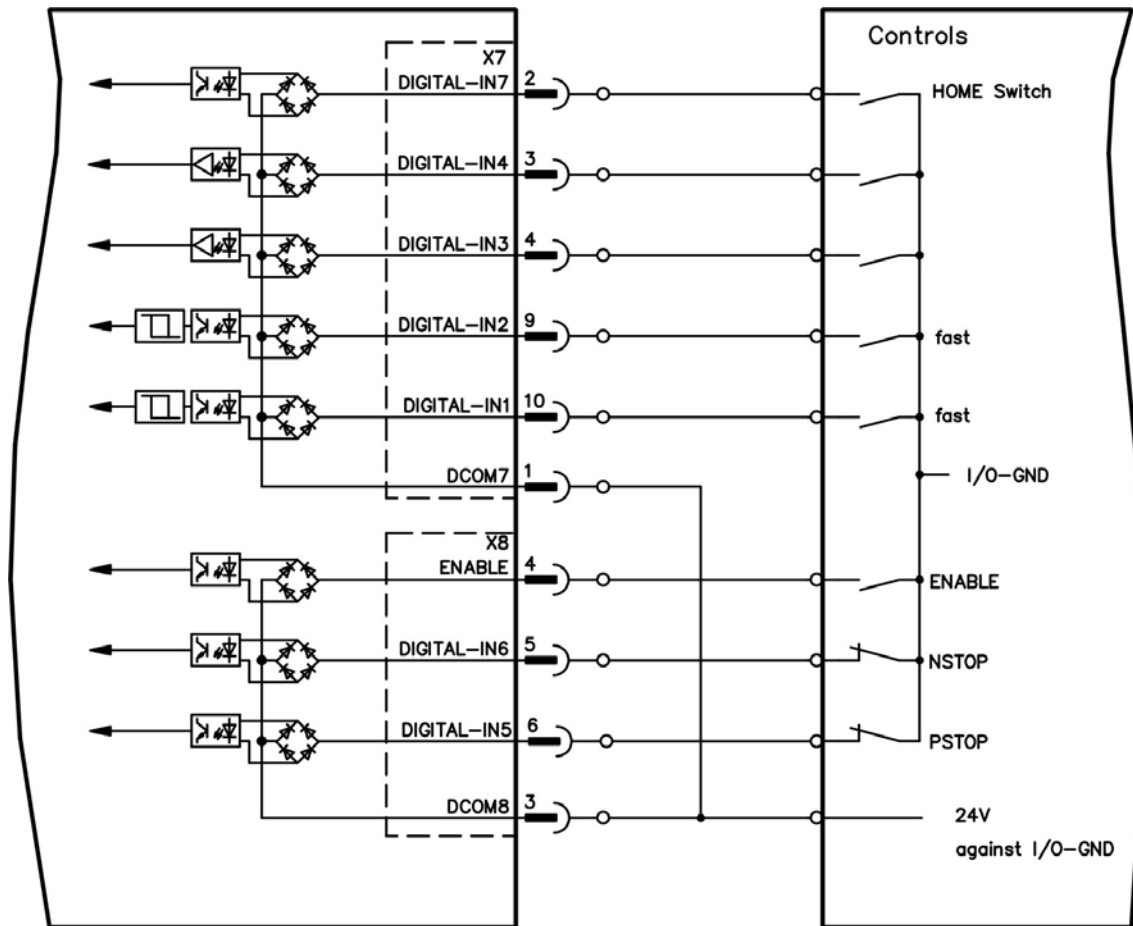 Controls
X7
DIGITAL-IN7 2 HOME Switch
DIGITAL-IN4 3
DIGITAL-IN3 4
DIGITAL-IN2 9 fast
DIGITAL-IN1 10 fast
DCOM7 1 I/O-GND
X8
ENABLE 4 ENABLE
DIGITAL-IN6 5 NSTOP
DIGITAL-IN5 6 PSTOP
DCOM8 3 24V
against I/O-GND